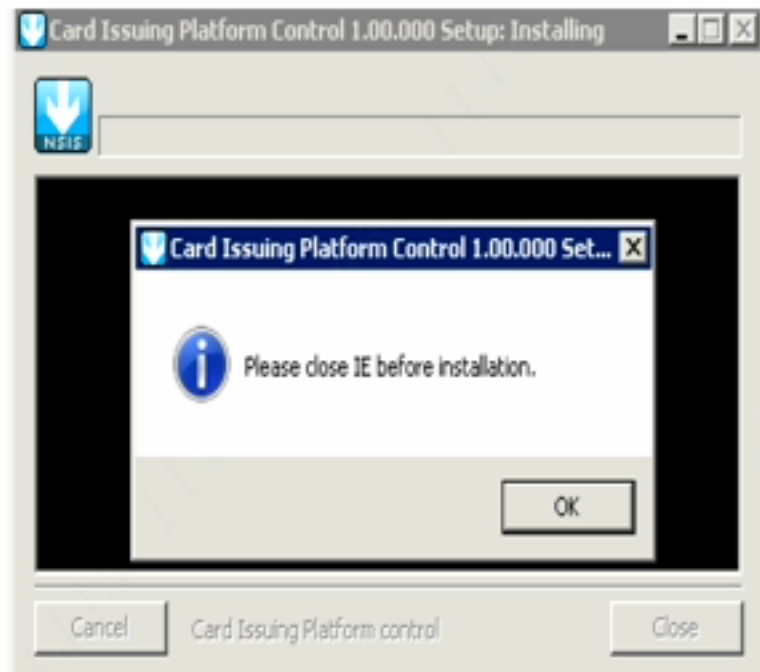 Card Issuing Platform Control 1.00.000 Setup: Installing
NSIS
Card Issuing Platform Control 1.00.000 Set...
Please close IE before installation.
OK
Cancel
Card Issuing Platform control
Close